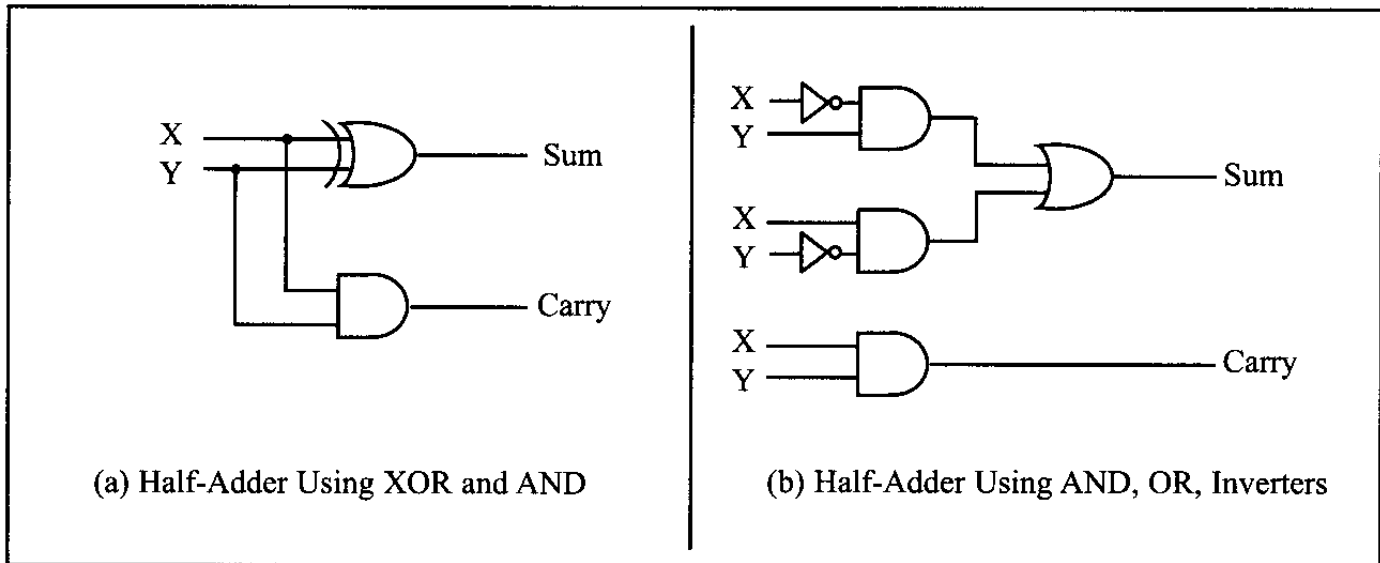 X
Y
Sum
Carry
(a) Half-Adder Using XOR and AND
X
Y
X
Y
Sum
X
Y
Carry
(b) Half-Adder Using AND, OR, Inverters